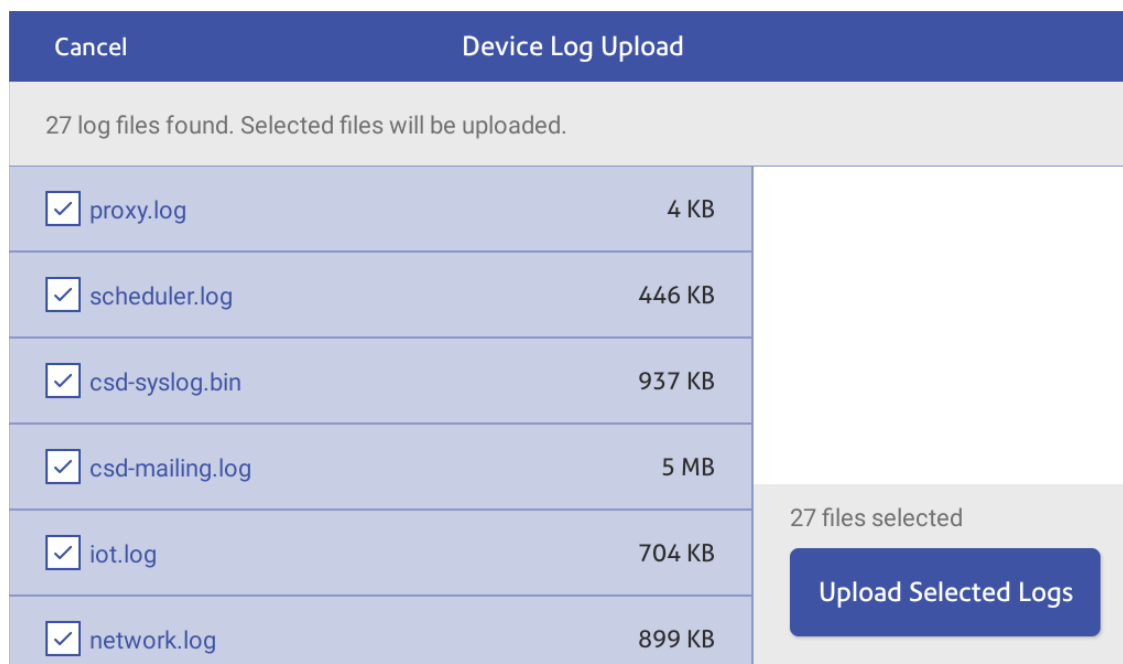 Cancel Device Log Upload
27 log files found. Selected files will be uploaded.
proxy.log 4 KB
scheduler.log 446 KB
csd-syslog.bin 937 KB
csd-mailing.log 5 MB
iot.log 704 KB
network.log 899 KB
27 files selected
Upload Selected Logs